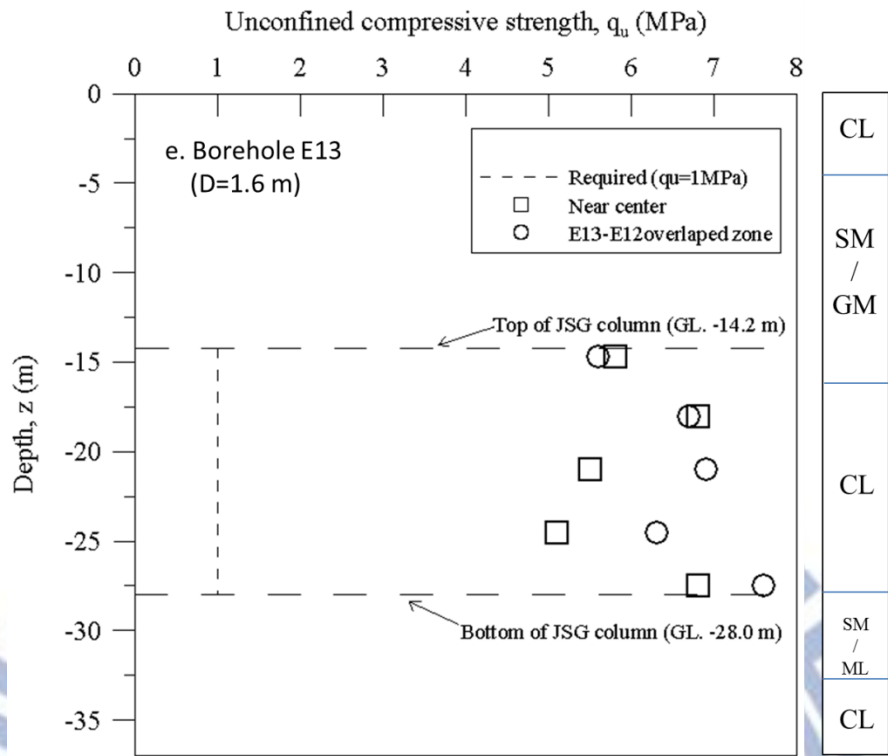 Unconfined compressive strength, qu (MPa)
0 1 2 3 4 5 6 7 8
0
-5
-10
-15
-20
-25
-30
-35
Depth, z (m)
e. Borehole E13
(D=1.6 m)
Required (qu=1MPa)
Near center
E13-E12overlaped zone
Top of JSG column (GL. -14.2 m)
Bottom of JSG column (GL. -28.0 m)
CL
SM
/
GM
CL
SM
/
ML
CL